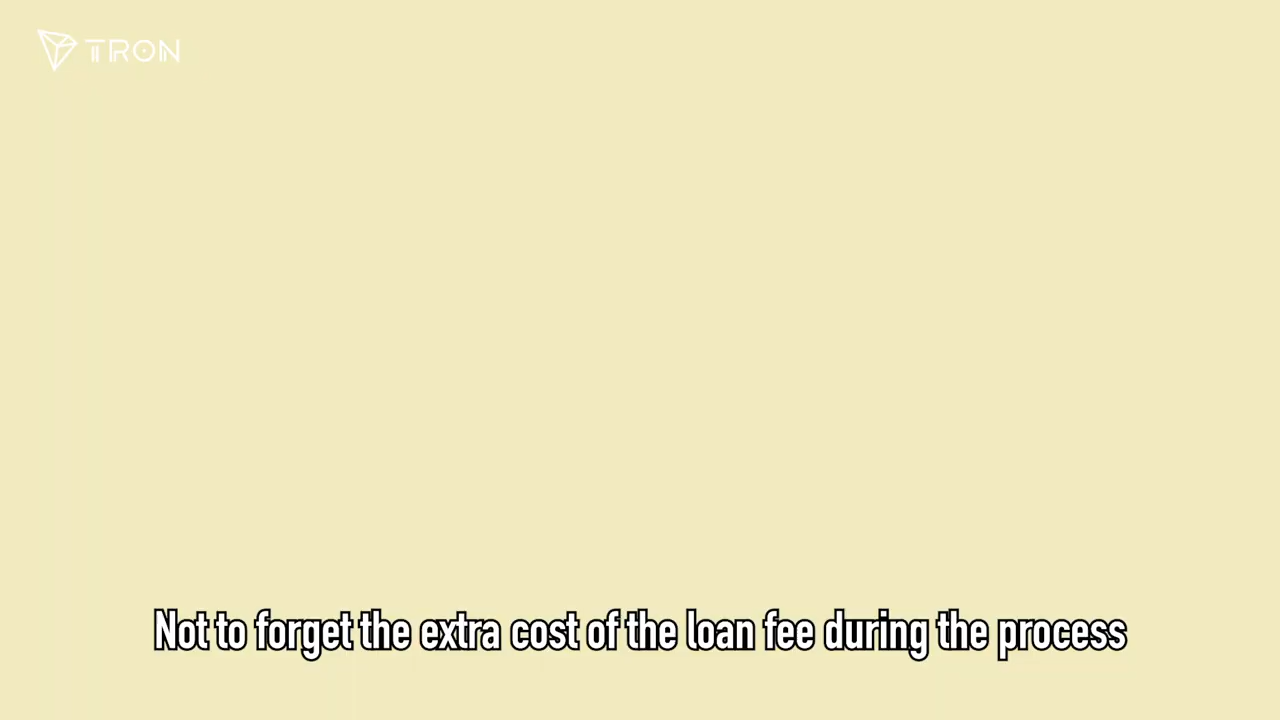 TRON
Not to forget the extra cost of the loan fee during the process